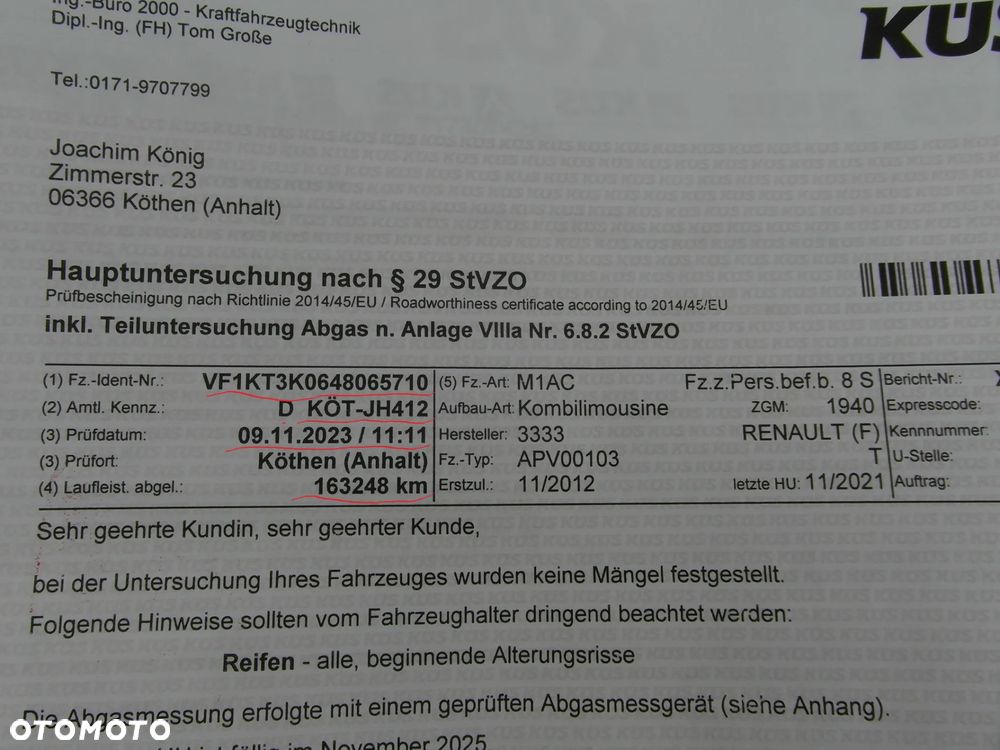 Ing.-Büro 2000 - Kraftfahrzeugtechnik
Dipl.-Ing. (FH) Tom Große
KÜS
Tel.:0171-9707799
Joachim König
Zimmerstr. 23
06366 Köthen (Anhalt)
Hauptuntersuchung nach § 29 StVZO
Prüfbescheinigung nach Richtlinie 2014/45/EU / Roadworthiness certificate according to 2014/45/EU
inkl. Teiluntersuchung Abgas n. Anlage VIIIa Nr. 6.8.2 StVZO
(1) Fz.-Ident-Nr.: VF1KT3K0648065710 (5) Fz.-Art: M1AC Fz.z.Pers.bef.b. 8 S Bericht-Nr.:
(2) Amtl. Kennz.: D KÖT-JH412 Aufbau-Art: Kombilimousine ZGM: 1940 Expresscode:
(3) Prüfdatum: 09.11.2023 / 11:11 Hersteller: 3333 RENAULT (F) Kennnummer:
(3) Prüfort: Köthen (Anhalt) Fz.-Typ: APV00103 T U-Stelle:
(4) Laufleist. abgel.: 163248 km Erstzul.: 11/2012 letzte HU: 11/2021 Auftrag:
Sehr geehrte Kundin, sehr geehrter Kunde,
bei der Untersuchung Ihres Fahrzeuges wurden keine Mängel festgestellt.
Folgende Hinweise sollten vom Fahrzeughalter dringend beachtet werden:
Reifen - alle, beginnende Alterungsrisse
Die Abgasmessung erfolgte mit einem geprüften Abgasmessgerät (siehe Anhang).
ist fällig im November 2025
OTOMOTO